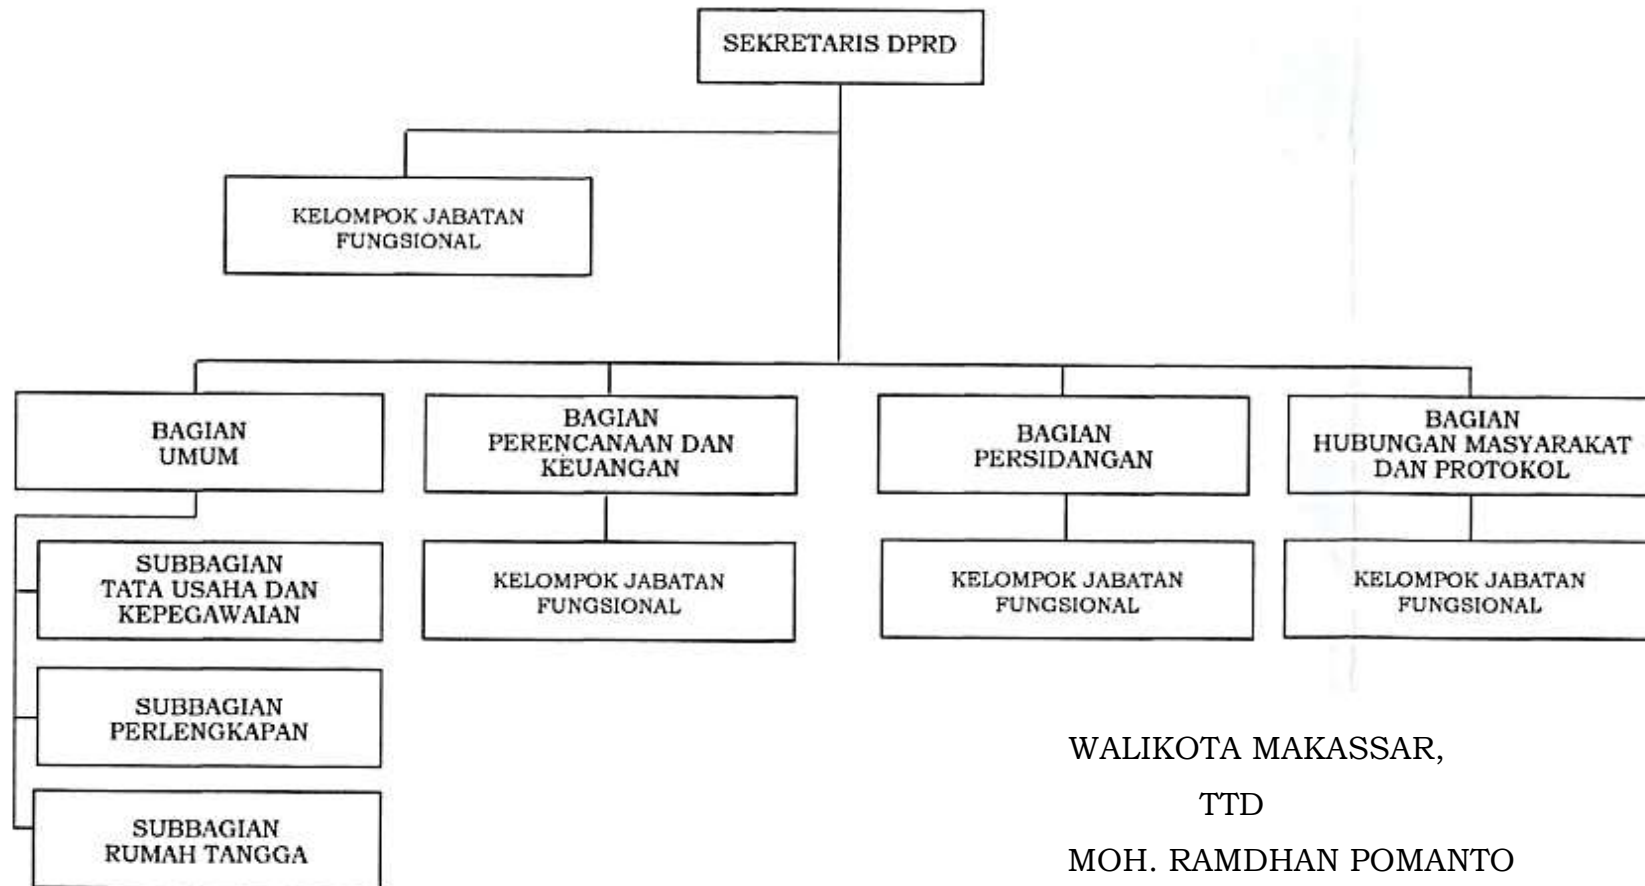 SEKRETARIS DPRD
KELOMPOK JABATAN
FUNGSIONAL
BAGIAN
UMUM
BAGIAN
PERENCANAAN DAN
KEUANGAN
BAGIAN
PERSIDANGAN
BAGIAN
HUBUNGAN MASYARAKAT
DAN PROTOKOL
SUBBAGIAN
TATA USAHA DAN
KEPEGAWAIAN
KELOMPOK JABATAN
FUNGSIONAL
KELOMPOK JABATAN
FUNGSIONAL
KELOMPOK JABATAN
FUNGSIONAL
SUBBAGIAN
PERLENGKAPAN
SUBBAGIAN
RUMAH TANGGA
WALIKOTA MAKASSAR,
TTD
MOH. RAMDHAN POMANTO